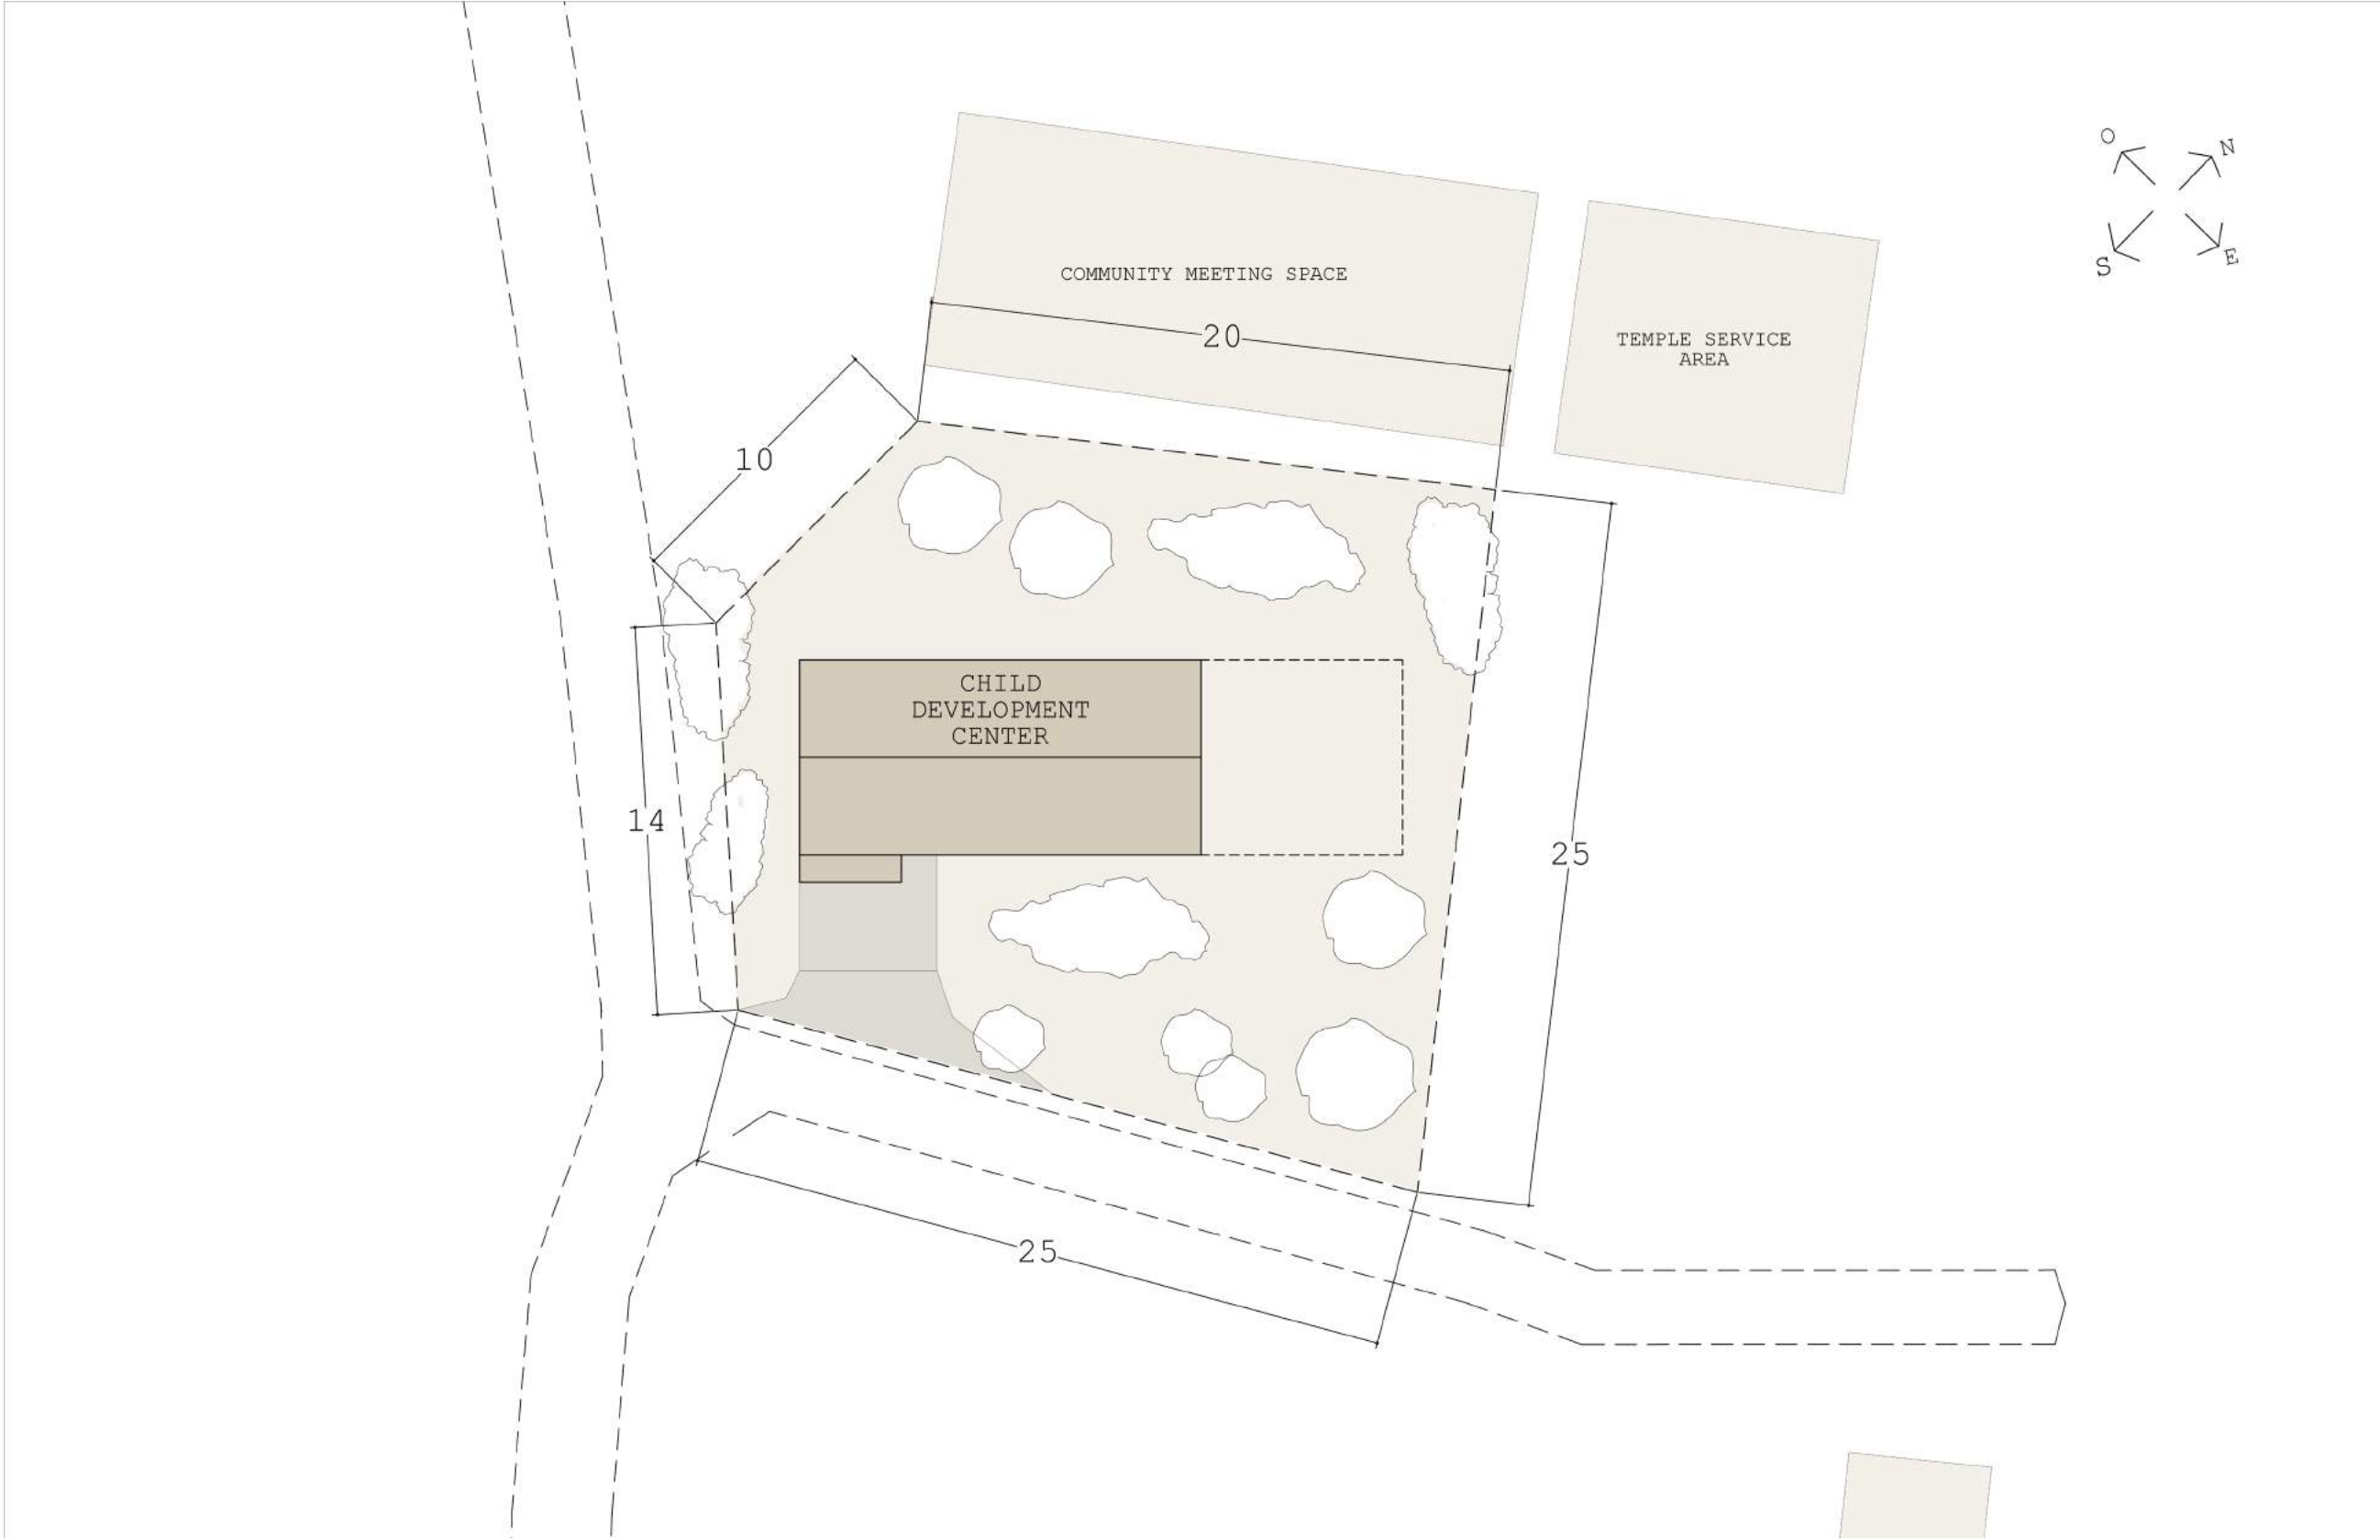 O
N
S
E
COMMUNITY MEETING SPACE
20
TEMPLE SERVICE
AREA
10
CHILD
DEVELOPMENT
CENTER
14
25
25